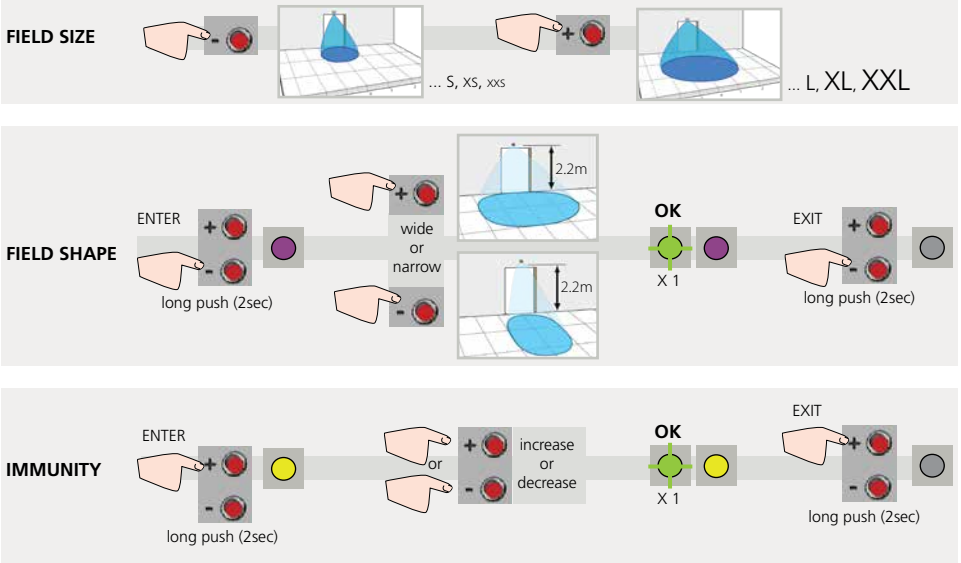 FIELD SIZE
-
+
... S, XS, xxs
... L, XL, XXL
FIELD SHAPE
ENTER
+
-
long push (2sec)
+
wide
or
narrow
-
2.2m
2.2m
OK
X 1
EXIT
+
-
long push (2sec)
IMMUNITY
ENTER
+
-
long push (2sec)
or
+
-
increase
or
decrease
OK
X 1
EXIT
+
-
long push (2sec)